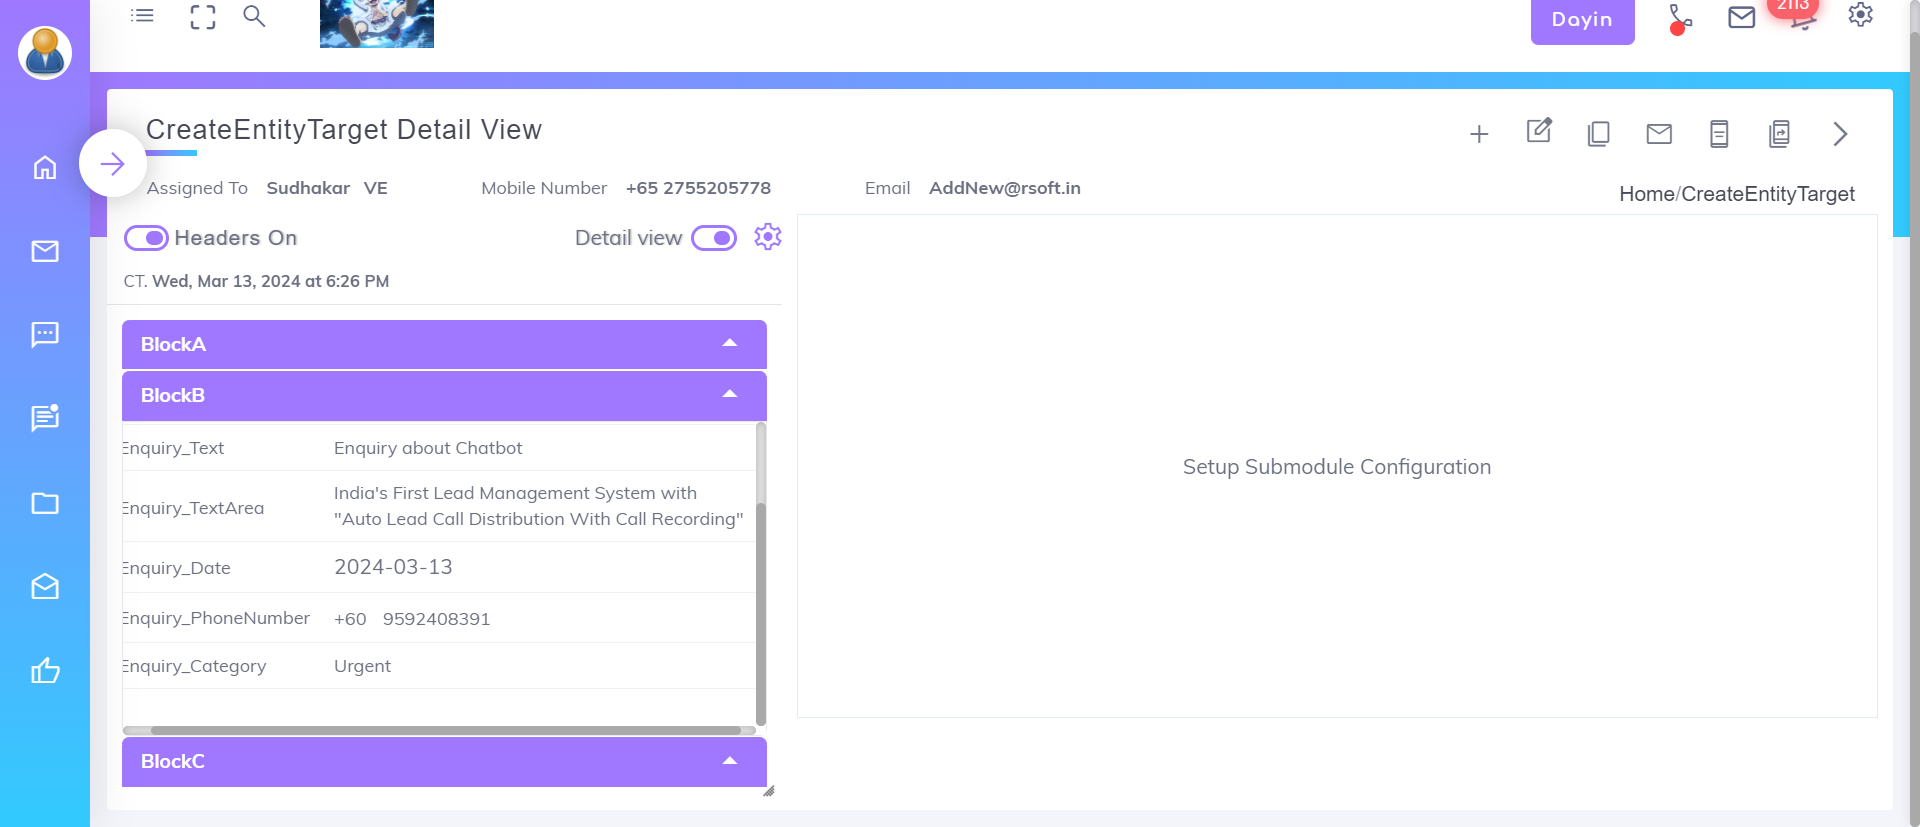 Dayin
2113
CreateEntityTarget Detail View
Assigned To Sudhakar VE Mobile Number +65 2755205778 Email AddNew@rsoft.in
Home/CreateEntityTarget
Headers On Detail view
CT. Wed, Mar 13, 2024 at 6:26 PM
BlockA
BlockB
Enquiry_Text Enquiry about Chatbot
Enquiry_TextArea India's First Lead Management System with
"Auto Lead Call Distribution With Call Recording"
Enquiry_Date 2024-03-13
Enquiry_PhoneNumber +60 9592408391
Enquiry_Category Urgent
Setup Submodule Configuration
BlockC